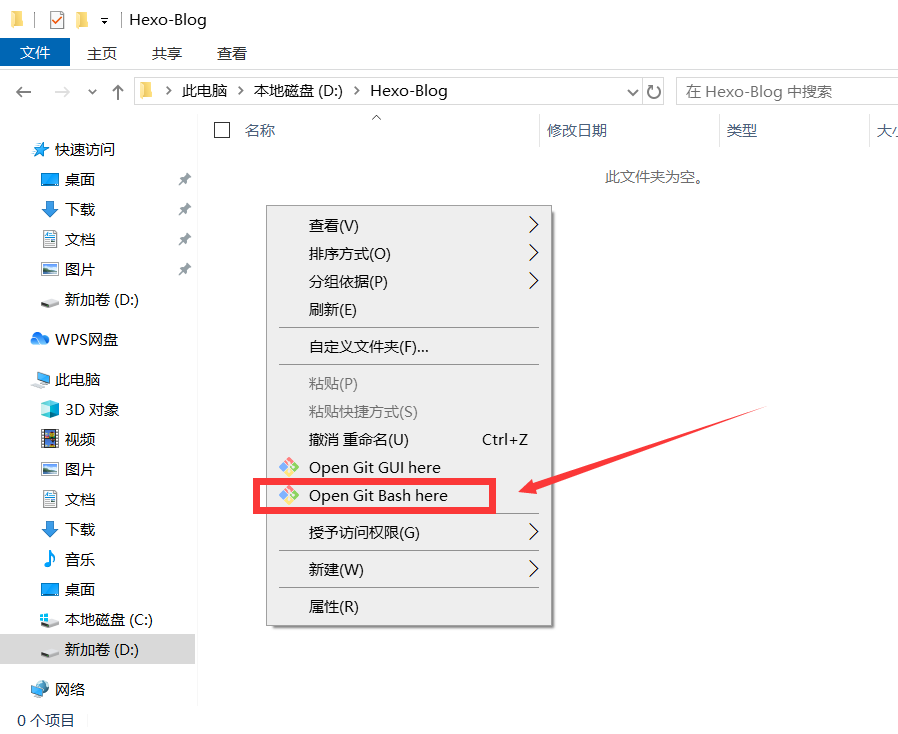 Hexo-Blog
文件 主页 共享 查看
此电脑 本地磁盘 (D:) Hexo-Blog
在 Hexo-Blog 中搜索
名称 修改日期 类型
此文件夹为空。
快速访问
桌面
下载
文档
图片
新加卷 (D:)
WPS网盘
此电脑
3D 对象
视频
图片
文档
下载
音乐
桌面
本地磁盘 (C:)
新加卷 (D:)
网络
查看(V)
排序方式(O)
分组依据(P)
刷新(E)
自定义文件夹(F)...
粘贴(P)
粘贴快捷方式(S)
撤消 重命名(U) Ctrl+Z
Open Git GUI here
Open Git Bash here
授予访问权限(G)
新建(W)
属性(R)
0 个项目